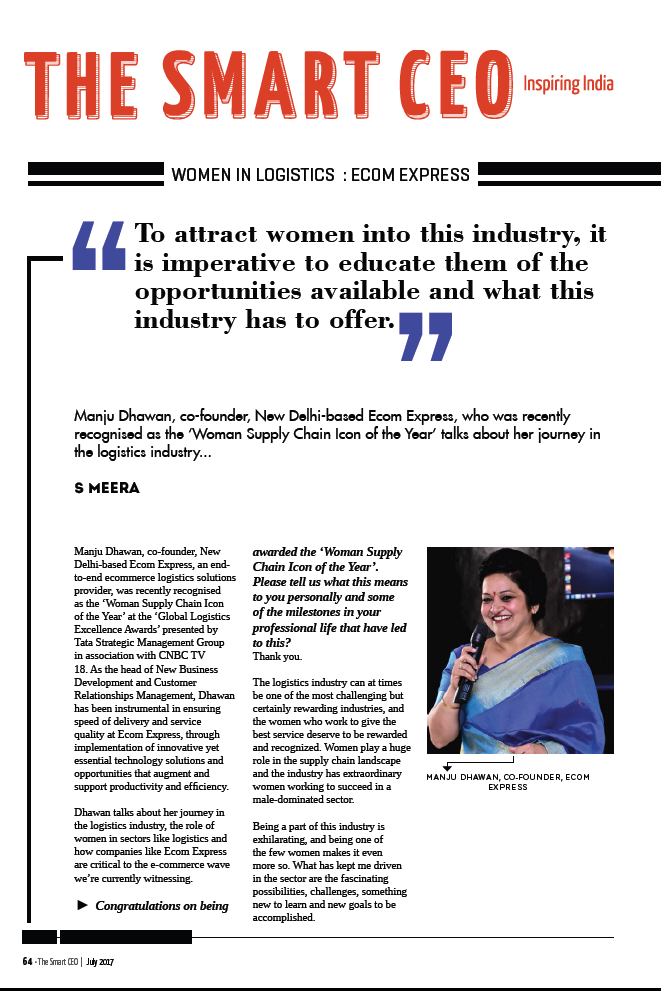 THE SMART CEO Inspiring India
WOMEN IN LOGISTICS : ECOM EXPRESS
“To attract women into this industry, it
is imperative to educate them of the
opportunities available and what this
industry has to offer.”
Manju Dhawan, co-founder, New Delhi-based Ecom Express, who was recently
recognised as the ‘Woman Supply Chain Icon of the Year’ talks about her journey in
the logistics industry...
S MEERA
Manju Dhawan, co-founder, New
Delhi-based Ecom Express, an end-
to-end ecommerce logistics solutions
provider, was recently recognised
as the ‘Woman Supply Chain Icon
of the Year’ at the ‘Global Logistics
Excellence Awards’ presented by
Tata Strategic Management Group
in association with CNBC TV
18. As the head of New Business
Development and Customer
Relationships Management, Dhawan
has been instrumental in ensuring
speed of delivery and service
quality at Ecom Express, through
implementation of innovative yet
essential technology solutions and
opportunities that augment and
support productivity and efficiency.
Dhawan talks about her journey in
the logistics industry, the role of
women in sectors like logistics and
how companies like Ecom Express
are critical to the e-commerce wave
we’re currently witnessing.
► Congratulations on being
awarded the ‘Woman Supply
Chain Icon of the Year’.
Please tell us what this means
to you personally and some
of the milestones in your
professional life that have led
to this?
Thank you.
The logistics industry can at times
be one of the most challenging but
certainly rewarding industries, and
the women who work to give the
best service deserve to be rewarded
and recognized. Women play a huge
role in the supply chain landscape
and the industry has extraordinary
women working to succeed in a
male-dominated sector.
Being a part of this industry is
exhilarating, and being one of
the few women makes it even
more so. What has kept me driven
in the sector are the fascinating
possibilities, challenges, something
new to learn and new goals to be
accomplished.
MANJU DHAWAN, CO-FOUNDER, ECOM
EXPRESS
64 - The Smart CEO | July 2017